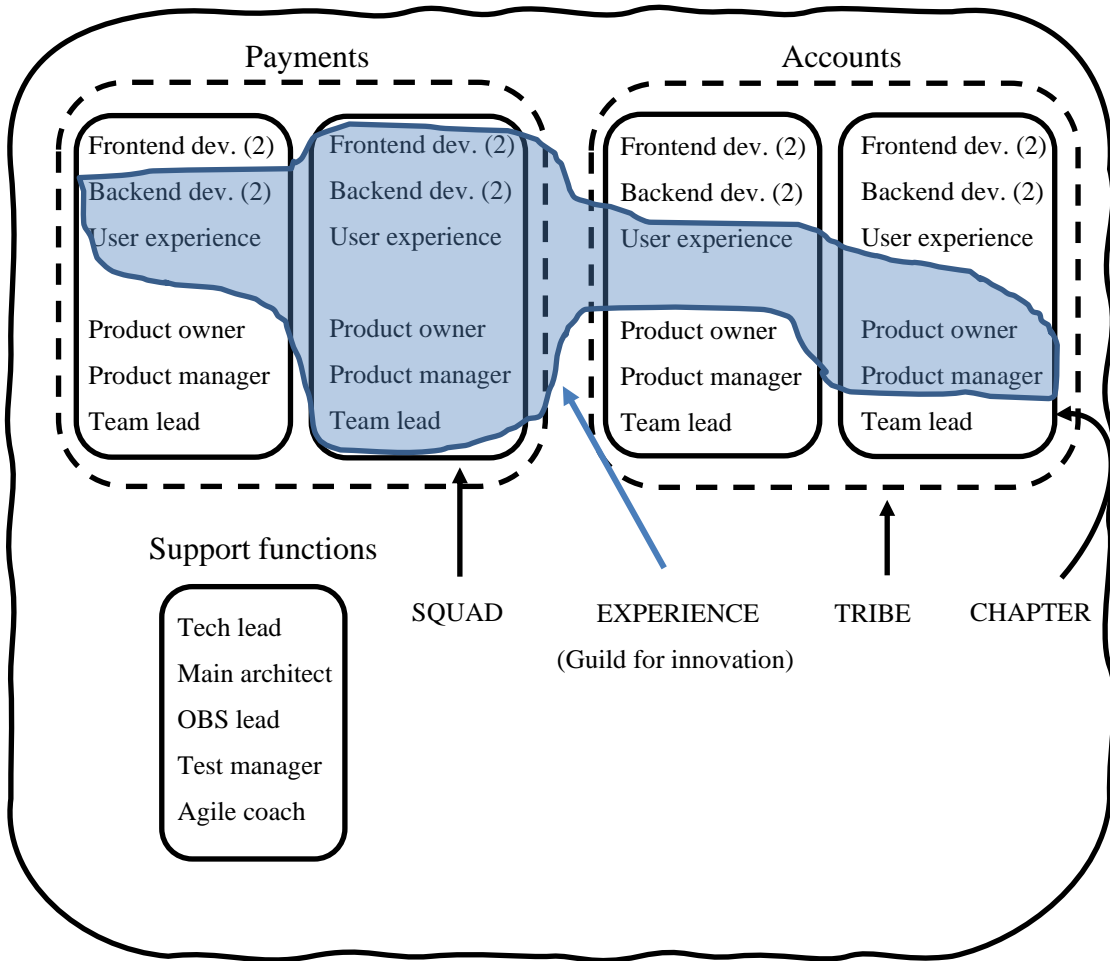 Payments
Accounts
Frontend dev. (2)
Backend dev. (2)
User experience
Product owner
Product manager
Team lead
Frontend dev. (2)
Backend dev. (2)
User experience
Product owner
Product manager
Team lead
Frontend dev. (2)
Backend dev. (2)
User experience
Product owner
Product manager
Team lead
Frontend dev. (2)
Backend dev. (2)
User experience
Product owner
Product manager
Team lead
Support functions
Tech lead
Main architect
OBS lead
Test manager
Agile coach
SQUAD
EXPERIENCE
(Guild for innovation)
TRIBE
CHAPTER